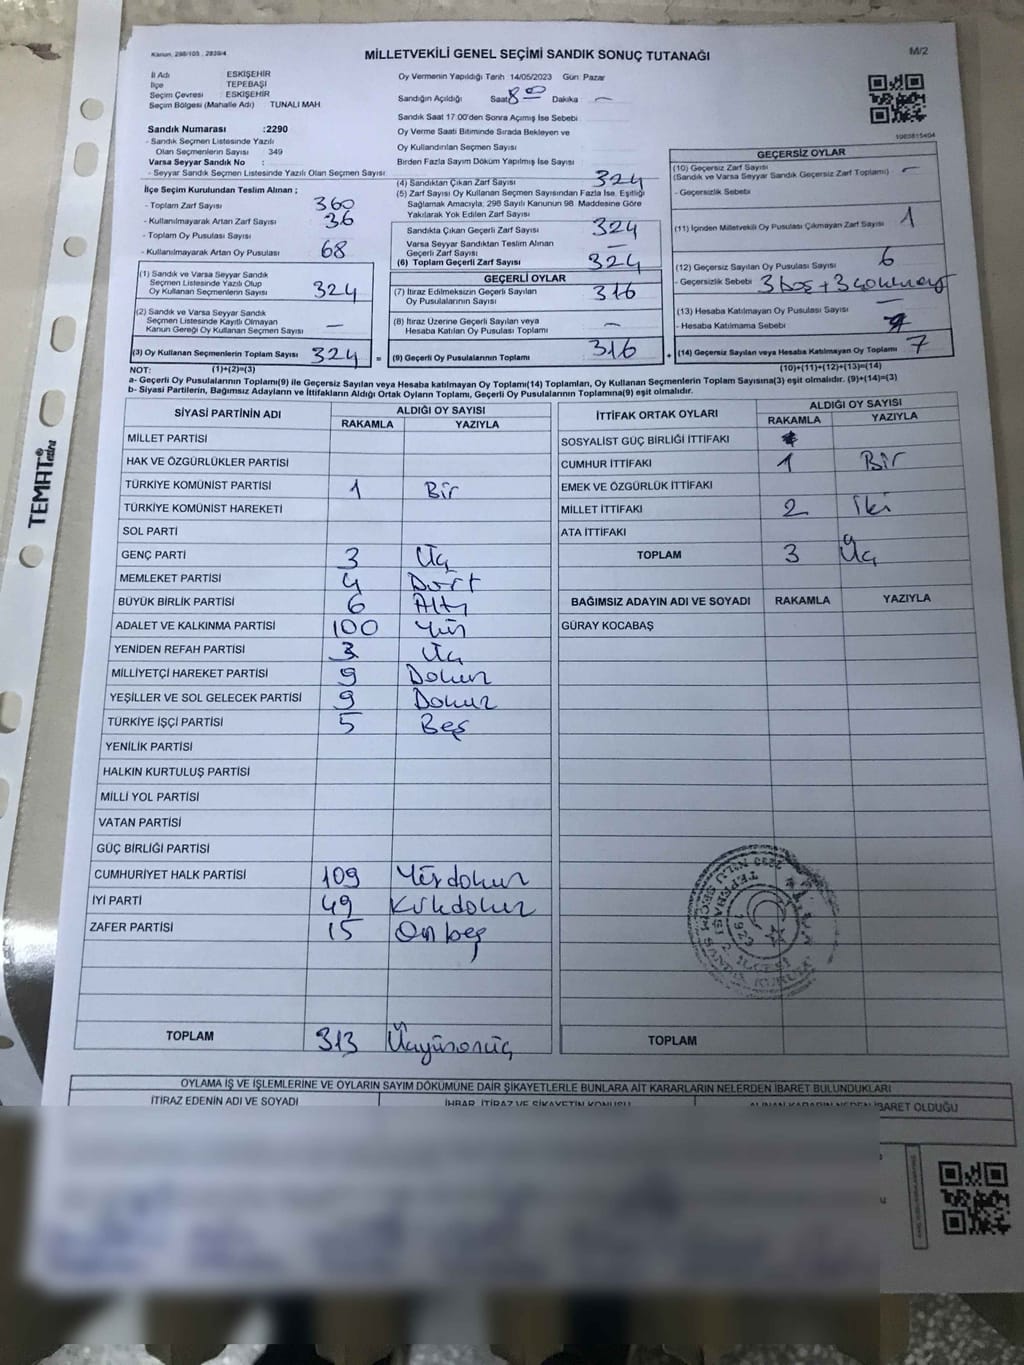 Kanun, 298/105 , 2839/4
MİLLETVEKİLİ GENEL SEÇİMİ SANDIK SONUÇ TUTANAĞI
M/2
İl Adı ESKİŞEHİR
İlçe TEPEBAŞI
Seçim Çevresi ESKİŞEHİR
Seçim Bölgesi (Mahalle Adı) TUNALI MAH
Sandık Numarası :2290
- Sandık Seçmen Listesinde Yazılı
Olan Seçmenlerin Sayısı 349
Varsa Seyyar Sandık No :
- Seyyar Sandık Seçmen Listesinde Yazılı Olan Seçmen Sayısı
Oy Vermenin Yapıldığı Tarih 14/05/2023 Gün Pazar
Sandığın Açıldığı Saat 8 00 Dakika —
Sandık Saat 17.00'den Sonra Açımış İse Sebebi
Oy Verme Saati Bitiminde Sırada Bekleyen ve
Oy Kullandırılan Seçmen Sayısı
Birden Fazla Sayım Döküm Yapılmış İse Sayısı
1060815404
İlçe Seçim Kurulundan Teslim Alınan ;
- Toplam Zarf Sayısı 360
- Kullanılmayarak Artan Zarf Sayısı 36
- Toplam Oy Pusulası Sayısı
- Kullanılmayarak Artan Oy Pusulası 68
(1) Sandık ve Varsa Seyyar Sandık
Seçmen Listesinde Yazılı Olup
Oy Kullanan Seçmenlerin Sayısı 324
(2) Sandık ve Varsa Seyyar Sandık
Seçmen Listesinde Kayıtlı Olmayan
Kanun Gereği Oy Kullanan Seçmen Sayısı —
(3) Oy Kullanan Seçmenlerin Toplam Sayısı 324 =
(4) Sandıktan Çıkan Zarf Sayısı 324
(5) Zarf Sayısı Oy Kullanan Seçmen Sayısından Fazla İse, Eşitliği
Sağlamak Amacıyla; 298 Sayılı Kanunun 98. Maddesine Göre
Yakılarak Yok Edilen Zarf Sayısı
Sandıkta Çıkan Geçerli Zarf Sayısı 324
Varsa Seyyar Sandıktan Teslim Alınan
Geçerli Zarf Sayısı —
(6) Toplam Geçerli Zarf Sayısı 324
GEÇERLİ OYLAR
(7) İtiraz Edilmeksizin Geçerli Sayılan
Oy Pusulalarının Sayısı 316
(8) İtiraz Üzerine Geçerli Sayılan veya
Hesaba Katılan Oy Pusulası Toplamı —
(9) Geçerli Oy Pusulalarının Toplamı 316 +
GEÇERSİZ OYLAR
(10) Geçersiz Zarf Sayısı
(Sandık ve Varsa Seyyar Sandık Geçersiz Zarf Toplamı) —
- Geçersizlik Sebebi
(11) İçinden Milletvekili Oy Pusulası Çıkmayan Zarf Sayısı 1
(12) Geçersiz Sayılan Oy Pusulası Sayısı 6
- Geçersizlik Sebebi 3 boş + 3
(13) Hesaba Katılmayan Oy Pusulası Sayısı —
- Hesaba Katılmama Sebebi
(14) Geçersiz Sayılan veya Hesaba Katılmayan Oy Toplamı 7
NOT: (1)+(2)=(3) (10)+(11)+(12)+(13)=(14)
a- Geçerli Oy Pusulalarının Toplamı(9) ile Geçersiz Sayılan veya Hesaba katılmayan Oy Toplamı(14) Toplamları, Oy Kullanan Seçmenlerin Toplam Sayısına(3) eşit olmalıdır. (9)+(14)=(3)
b- Siyasi Partilerin, Bağımsız Adayların ve İttifakların Aldığı Ortak Oyların Toplamı, Geçerli Oy Pusulalarının Toplamına(9) eşit olmalıdır.
SİYASİ PARTİNİN ADI ALDIĞI OY SAYISI
RAKAMLA YAZIYLA
MİLLET PARTİSİ
HAK VE ÖZGÜRLÜKLER PARTİSİ
TÜRKİYE KOMÜNİST PARTİSİ 1 Bir
TÜRKİYE KOMÜNİST HAREKETİ
SOL PARTİ
GENÇ PARTİ 3 Üç
MEMLEKET PARTİSİ 4 Dört
BÜYÜK BİRLİK PARTİSİ 6 Altı
ADALET VE KALKINMA PARTİSİ 100 Yüz
YENİDEN REFAH PARTİSİ 3 Üç
MİLLİYETÇİ HAREKET PARTİSİ 9 Dokuz
YEŞİLLER VE SOL GELECEK PARTİSİ 9 Dokuz
TÜRKİYE İŞÇİ PARTİSİ 5 Beş
YENİLİK PARTİSİ
HALKIN KURTULUŞ PARTİSİ
MİLLİ YOL PARTİSİ
VATAN PARTİSİ
GÜÇ BİRLİĞİ PARTİSİ
CUMHURİYET HALK PARTİSİ 109 Yüzdokuz
İYİ PARTİ 49 Kırkdokuz
ZAFER PARTİSİ 15 Onbeş
TOPLAM 313 Üçyüzonüç
İTTİFAK ORTAK OYLARI ALDIĞI OY SAYISI
RAKAMLA YAZIYLA
SOSYALİST GÜÇ BİRLİĞİ İTTİFAKI
CUMHUR İTTİFAKI 1 Bir
EMEK VE ÖZGÜRLÜK İTTİFAKI
MİLLET İTTİFAKI 2 İki
ATA İTTİFAKI
TOPLAM 3 Üç
BAĞIMSIZ ADAYIN ADI VE SOYADI RAKAMLA YAZIYLA
GÜRAY KOCABAŞ
TOPLAM
OYLAMA İŞ VE İŞLEMLERİNE VE OYLARIN SAYIM DÖKÜMÜNE DAİR ŞİKAYETLERLE BUNLARA AİT KARARLARIN NELERDEN İBARET BULUNDUKLARI
İTİRAZ EDENİN ADI VE SOYADI İHBAR, İTİRAZ VE ŞİKAYETİN KONUSU ALINAN KARARIN NEDEN İBARET OLDUĞU
TEMAT extra